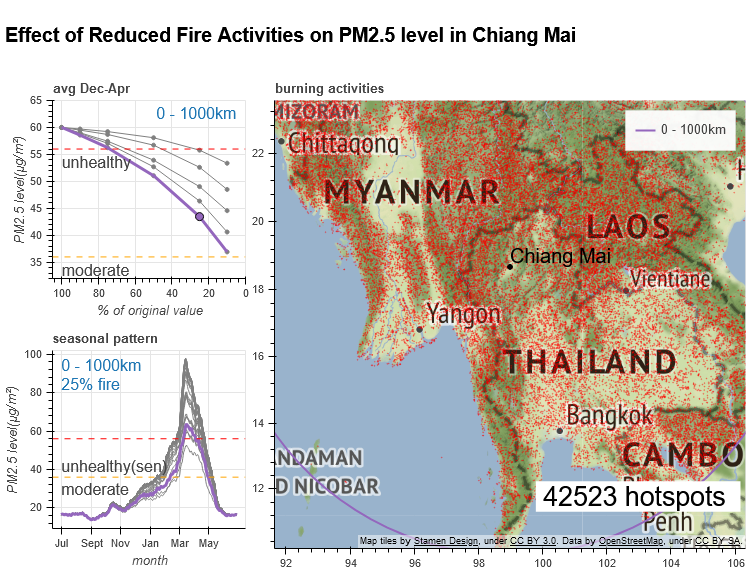 Effect of Reduced Fire Activities on PM2.5 level in Chiang Mai
avg Dec-Apr
65
60
55
50
45
40
35
PM2.5 level(µg/m³)
0 - 1000km
unhealthy
moderate
100
80
60
40
20
0
% of original value
seasonal pattern
100
80
60
40
20
PM2.5 level(µg/m³)
0 - 1000km
25% fire
unhealthy(sen)
moderate
Jul
Sept
Nov
Jan
Mar
May
month
burning activities
22
20
18
16
14
12
MIZORAM
0 - 1000km
Chittagong
H
MYANMAR
LAOS
Chiang Mai
Vientiane
Yangon
THAILAND
Bangkok
NDAMAN
CAMBO
D NICOBAR
42523 hotspots
Penh
Map tiles by Stamen Design, under CC BY 3.0. Data by OpenStreetMap, under CC BY SA.
92
94
96
98
100
102
104
106